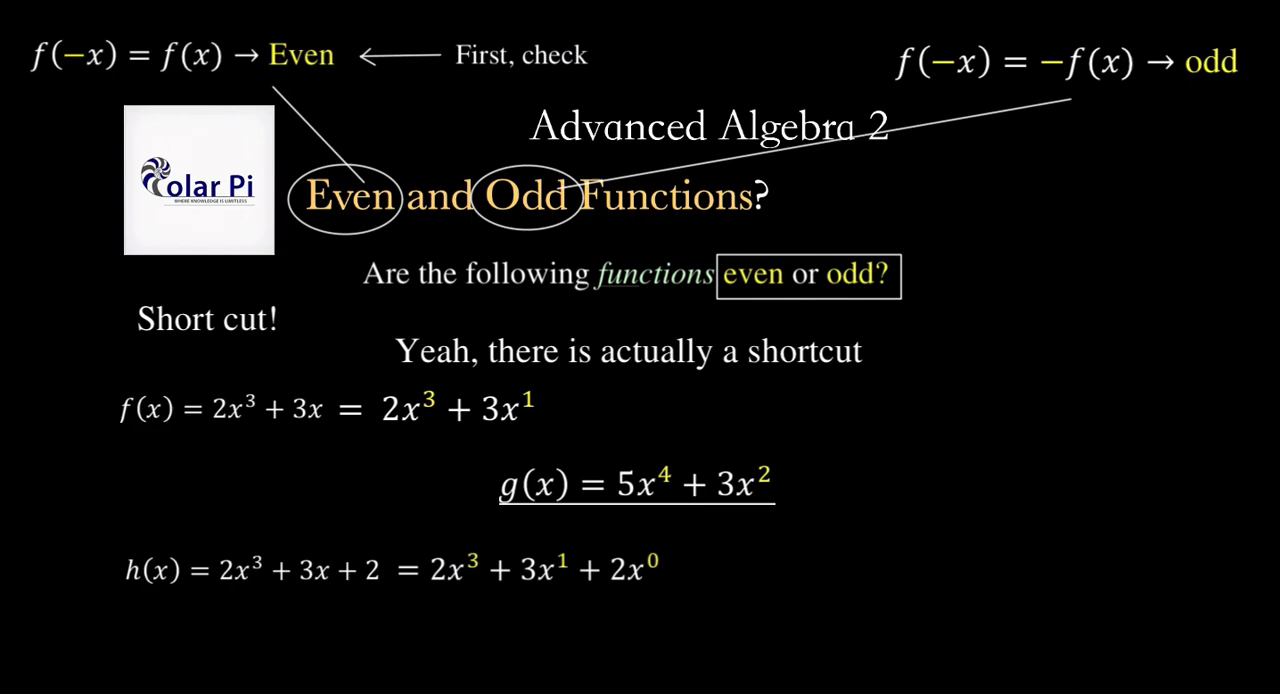 f(−x) = f(x) → Even
First, check
f(−x) = −f(x) → odd
Advanced Algebra 2
olar Pi
WHERE KNOWLEDGE IS LIMITLESS
Even and Odd Functions?
Are the following functions even or odd?
Short cut!
Yeah, there is actually a shortcut
f(x) = 2x³ + 3x = 2x³ + 3x¹
g(x) = 5x⁴ + 3x²
h(x) = 2x³ + 3x + 2 = 2x³ + 3x¹ + 2x⁰